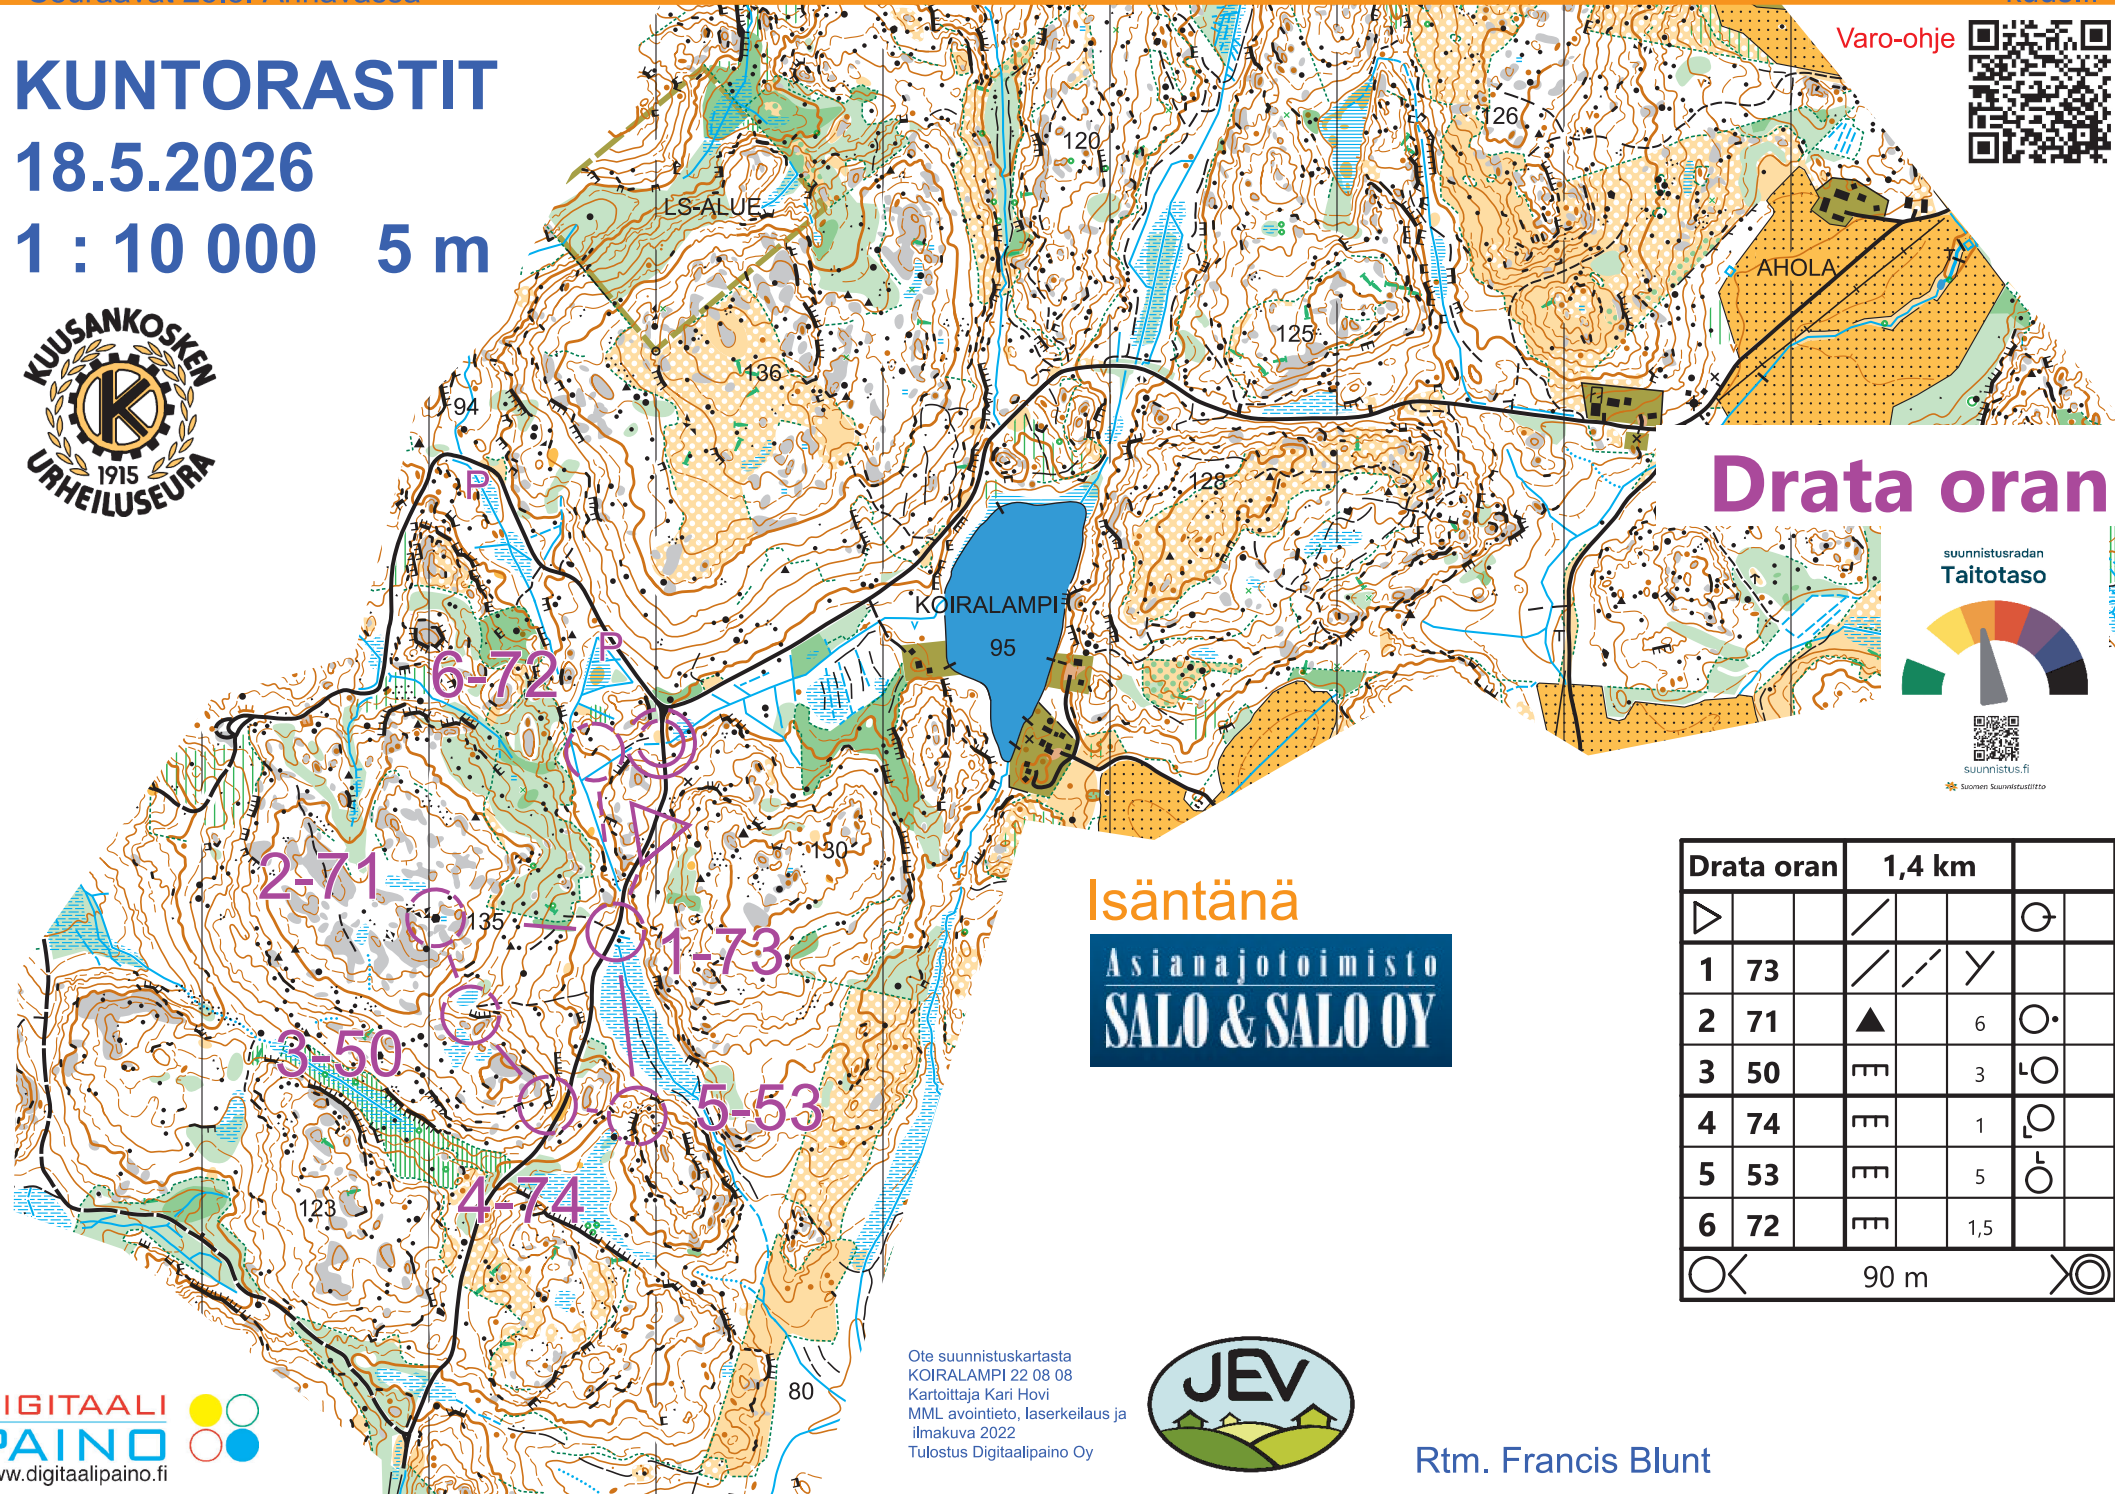 KUNTORASTIT
18.5.2026
1 : 10 000 5 m
KUUSANKOSKEN
1915
URHEILUSEURA
Varo-ohje
LS-ALUE
120
126
AHOLA
125
136
94
128
P
KOIRALAMPI
95
P
Drata oran
suunnistusradan
Taitotaso
suunnistus.fi
Suomen Suunnistusliitto
6-72
2-71
135
130
1-73
3-50
5-53
4-74
123
80
Isäntänä
Asianajotoimisto
SALO & SALO OY
Drata oran 1,4 km
1 73
2 71 6
3 50 3
4 74 1
5 53 5
6 72 1,5
90 m
IGITAALI
PAINO
ww.digitaalipaino.fi
Ote suunnistuskartasta
KOIRALAMPI 22 08 08
Kartoittaja Kari Hovi
MML avointieto, laserkeilaus ja
ilmakuva 2022
Tulostus Digitaalipaino Oy
JEV
Rtm. Francis Blunt